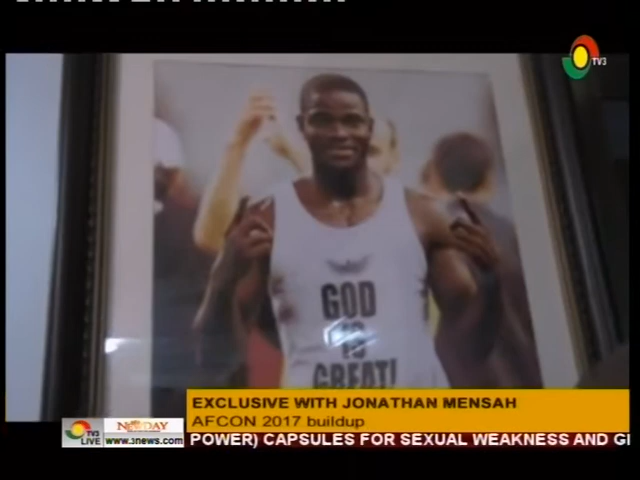 TV3
GOD
IS
GREAT!
EXCLUSIVE WITH JONATHAN MENSAH
AFCON 2017 buildup
TV3
LIVE
NEWDAY
www.3news.com
POWER) CAPSULES FOR SEXUAL WEAKNESS AND G